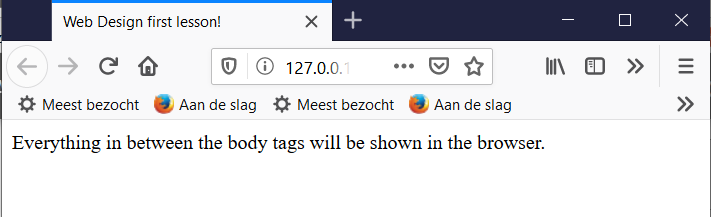 Web Design first lesson!
127.0.0.1
Meest bezocht Aan de slag Meest bezocht Aan de slag
Everything in between the body tags will be shown in the browser.